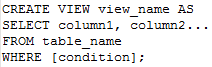 CREATE VIEW view_name AS
SELECT column1, column2...
FROM table_name
WHERE [condition];